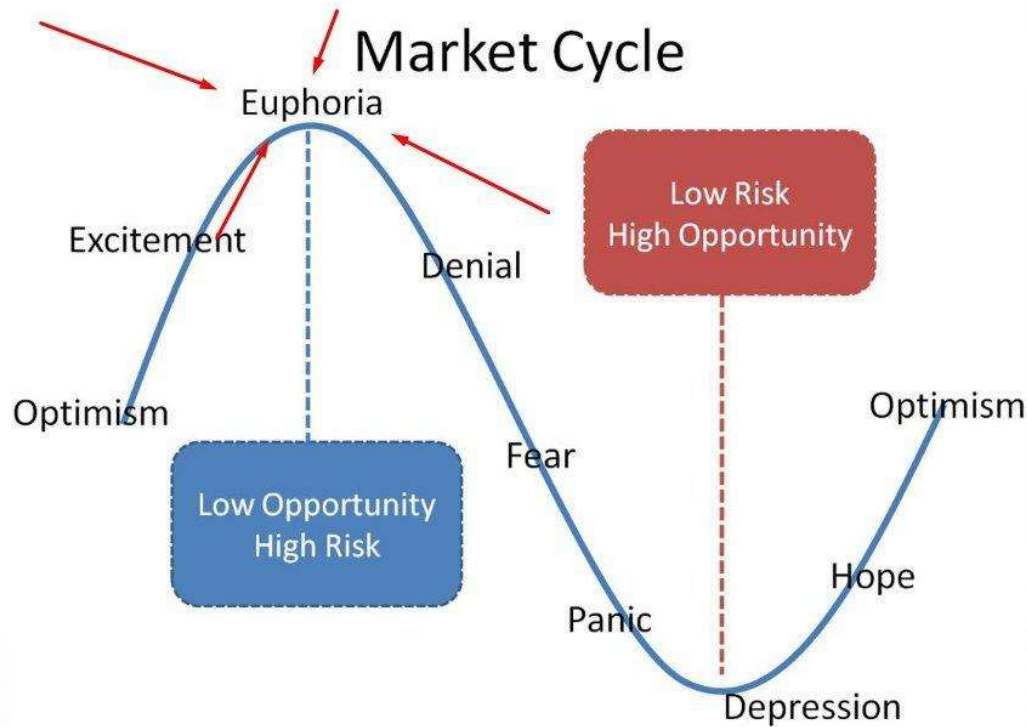 Market Cycle
Euphoria
Low Risk
High Opportunity
Excitement
Denial
Optimism
Optimism
Fear
Low Opportunity
High Risk
Hope
Panic
Depression